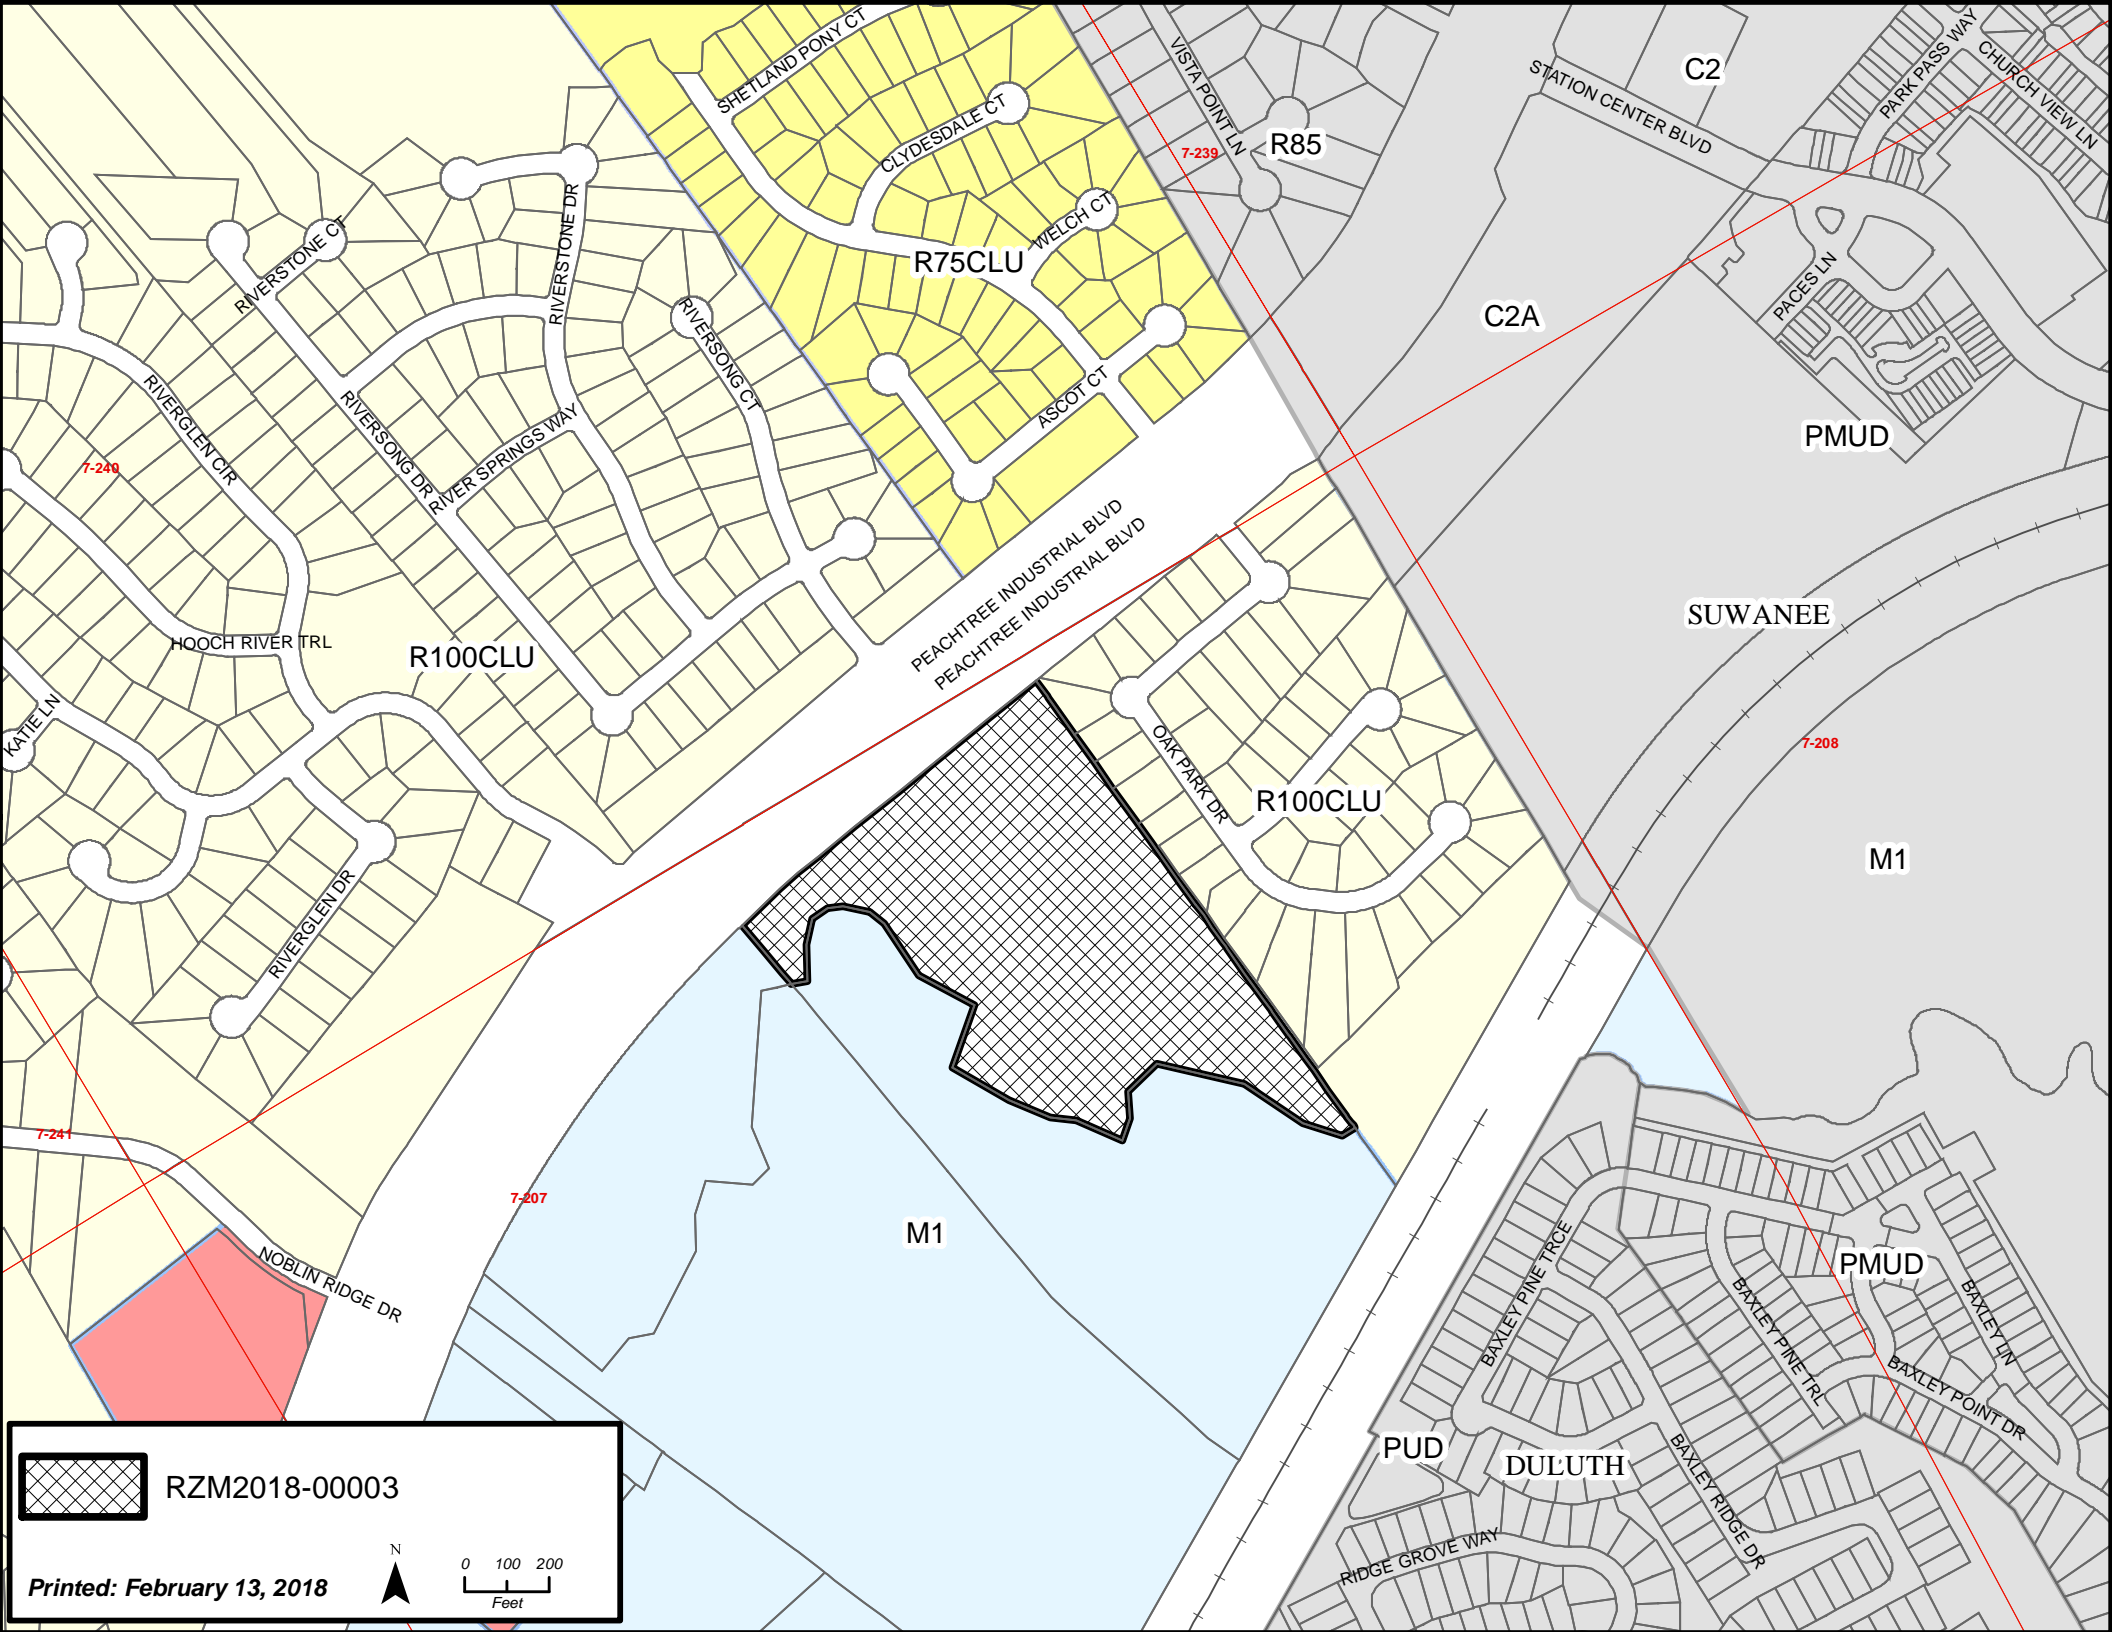 SHETLAND PONY CT
CLYDESDALE CT
WELCH CT
R75CLU
ASCOT CT
VISTA POINT LN
7-239
R85
C2
STATION CENTER BLVD
PARK PASS WAY
CHURCH VIEW LN
PACES LN
C2A
PMUD
RIVERSTONE CT
RIVERSTONE DR
RIVERSONG CT
RIVERGLEN CIR
RIVERSONG DR
RIVER SPRINGS WAY
7-240
HOOCH RIVER TRL
R100CLU
KATIE LN
RIVERGLEN DR
PEACHTREE INDUSTRIAL BLVD
PEACHTREE INDUSTRIAL BLVD
SUWANEE
7-208
OAK PARK DR
R100CLU
M1
7-241
7-207
NOBLIN RIDGE DR
M1
BAXLEY PINE TRCE
PMUD
BAXLEY PINE TRL
BAXLEY LN
BAXLEY POINT DR
PUD
DULUTH
BAXLEY RIDGE DR
RIDGE GROVE WAY
RZM2018-00003
Printed: February 13, 2018
N
0 100 200
Feet